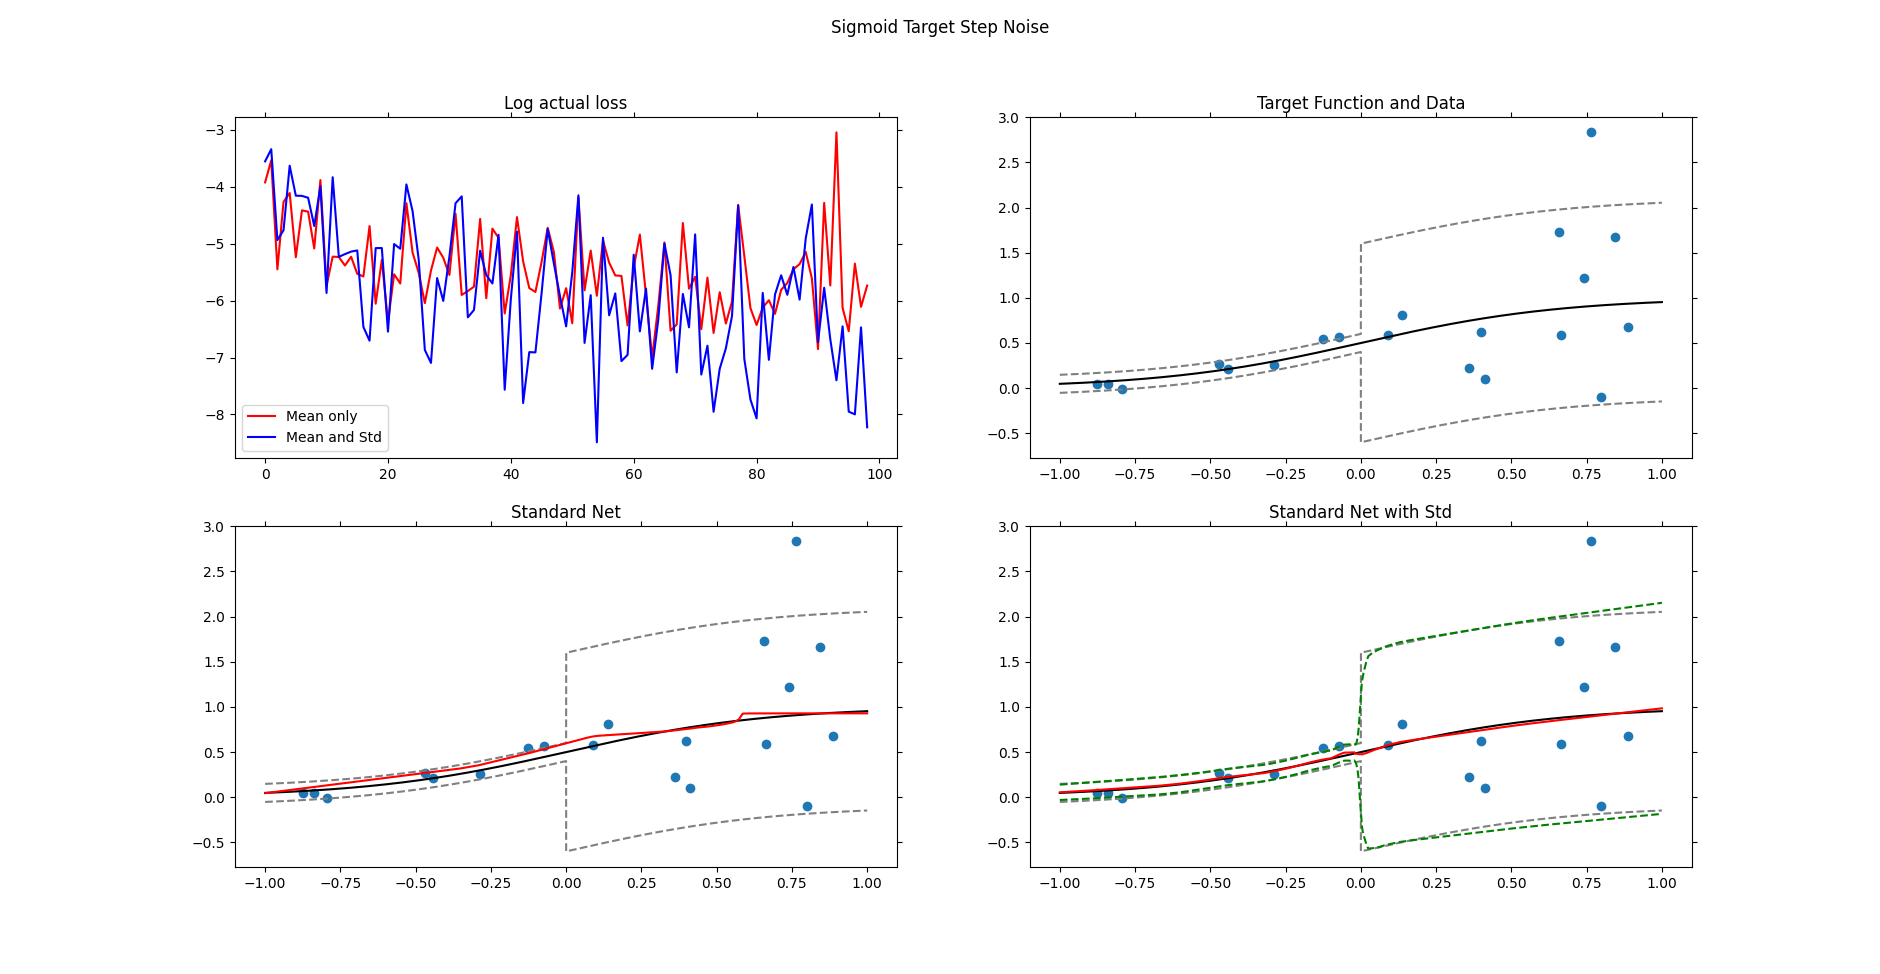 Sigmoid Target Step Noise
Log actual loss
−3
−4
−5
−6
−7
−8
Mean only
Mean and Std
0 20 40 60 80 100
Target Function and Data
3.0
2.5
2.0
1.5
1.0
0.5
0.0
−0.5
−1.00 −0.75 −0.50 −0.25 0.00 0.25 0.50 0.75 1.00
Standard Net
3.0
2.5
2.0
1.5
1.0
0.5
0.0
−0.5
−1.00 −0.75 −0.50 −0.25 0.00 0.25 0.50 0.75 1.00
Standard Net with Std
3.0
2.5
2.0
1.5
1.0
0.5
0.0
−0.5
−1.00 −0.75 −0.50 −0.25 0.00 0.25 0.50 0.75 1.00